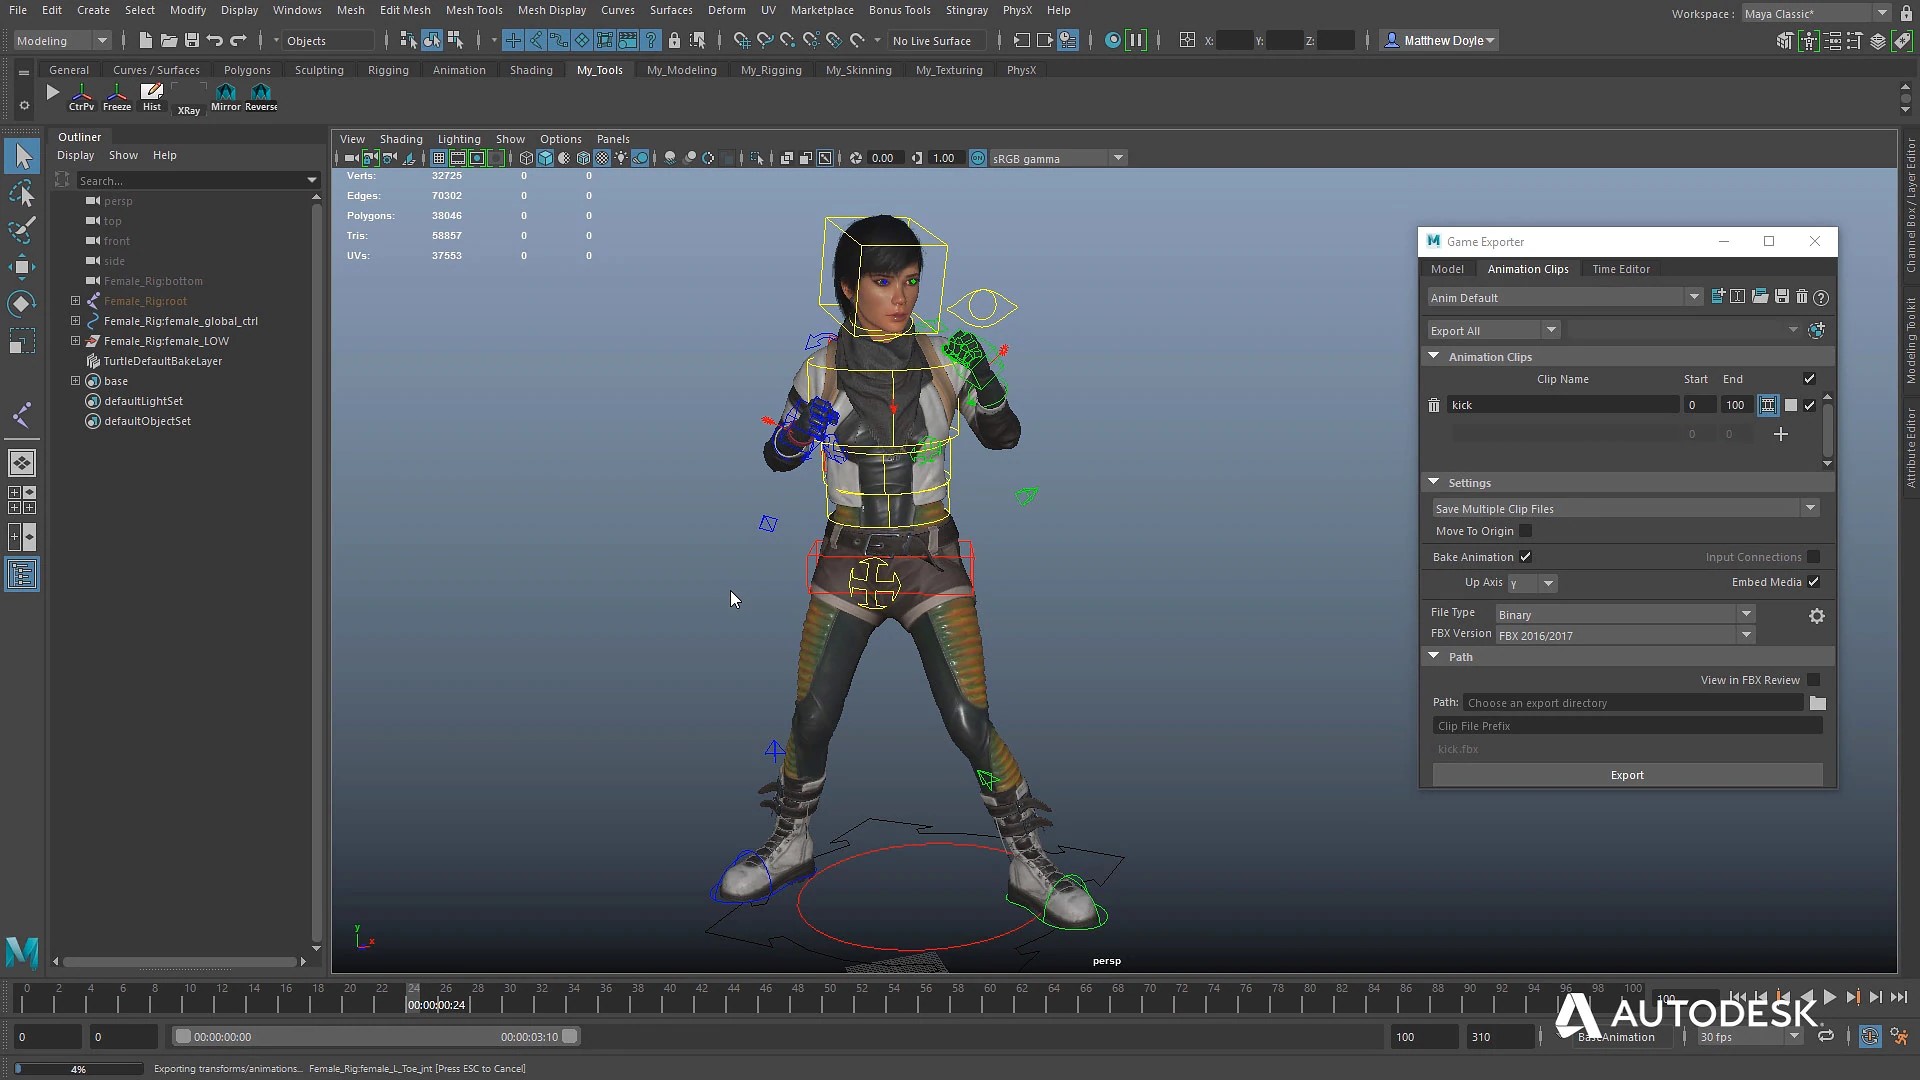 File Edit Create Select Modify Display Windows Mesh Edit Mesh Mesh Tools Mesh Display Curves Surfaces Deform UV Marketplace Bonus Tools Stingray PhysX Help
Workspace : Maya Classic*
Modeling Objects No Live Surface X: Y: Z: Matthew Doyle
General Curves / Surfaces Polygons Sculpting Rigging Animation Shading My_Tools My_Modeling My_Rigging My_Skinning My_Texturing PhysX
CtrPv Freeze Hist XRay Mirror Reverse
Outliner
Display Show Help
Search...
persp
top
front
side
Female_Rig:bottom
Female_Rig:root
Female_Rig:female_global_ctrl
Female_Rig:female_LOW
TurtleDefaultBakeLayer
base
defaultLightSet
defaultObjectSet
View Shading Lighting Show Options Panels
0.00 1.00 ON sRGB gamma
Verts: 32725 0 0
Edges: 70302 0 0
Polygons: 38046 0 0
Tris: 58857 0 0
UVs: 37553 0 0
y
x
persp
Game Exporter
Model Animation Clips Time Editor
Anim Default
Export All
Animation Clips
Clip Name Start End
kick 0 100
0 0
Settings
Save Multiple Clip Files
Move To Origin
Bake Animation Input Connections
Up Axis y Embed Media
File Type Binary
FBX Version FBX 2016/2017
Path
View in FBX Review
Path: Choose an export directory
Clip File Prefix
kick.fbx
Export
Channel Box / Layer Editor
Modeling Toolkit
Attribute Editor
0 2 4 6 8 10 12 14 16 18 20 22 24 26 28 30 32 34 36 38 40 42 44 46 48 50 52 54 56 58 60 62 64 66 68 70 72 74 76 78 80 82 84 86 88 90 92 94 96 98 100
00:00:00:24
100
AUTODESK
0 0 00:00:00:00 00:00:03:10 100 310 BaseAnimation 30 fps
4% Exporting transforms/animations... Female_Rig:female_L_Toe_jnt [Press ESC to Cancel]